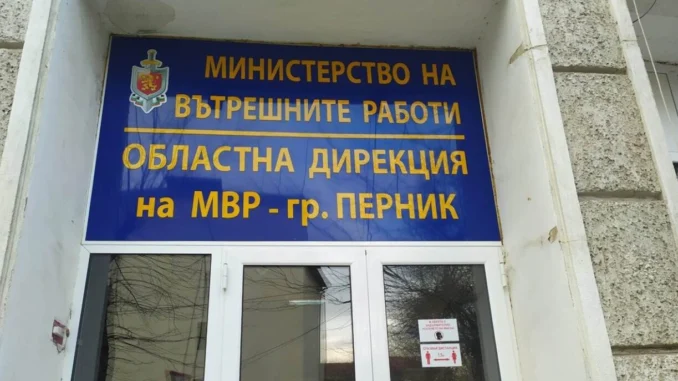 МИНИСТЕРСТВО НА
ВЪТРЕШНИТЕ РАБОТИ
ОБЛАСТНА ДИРЕКЦИЯ
на МВР - гр. ПЕРНИК